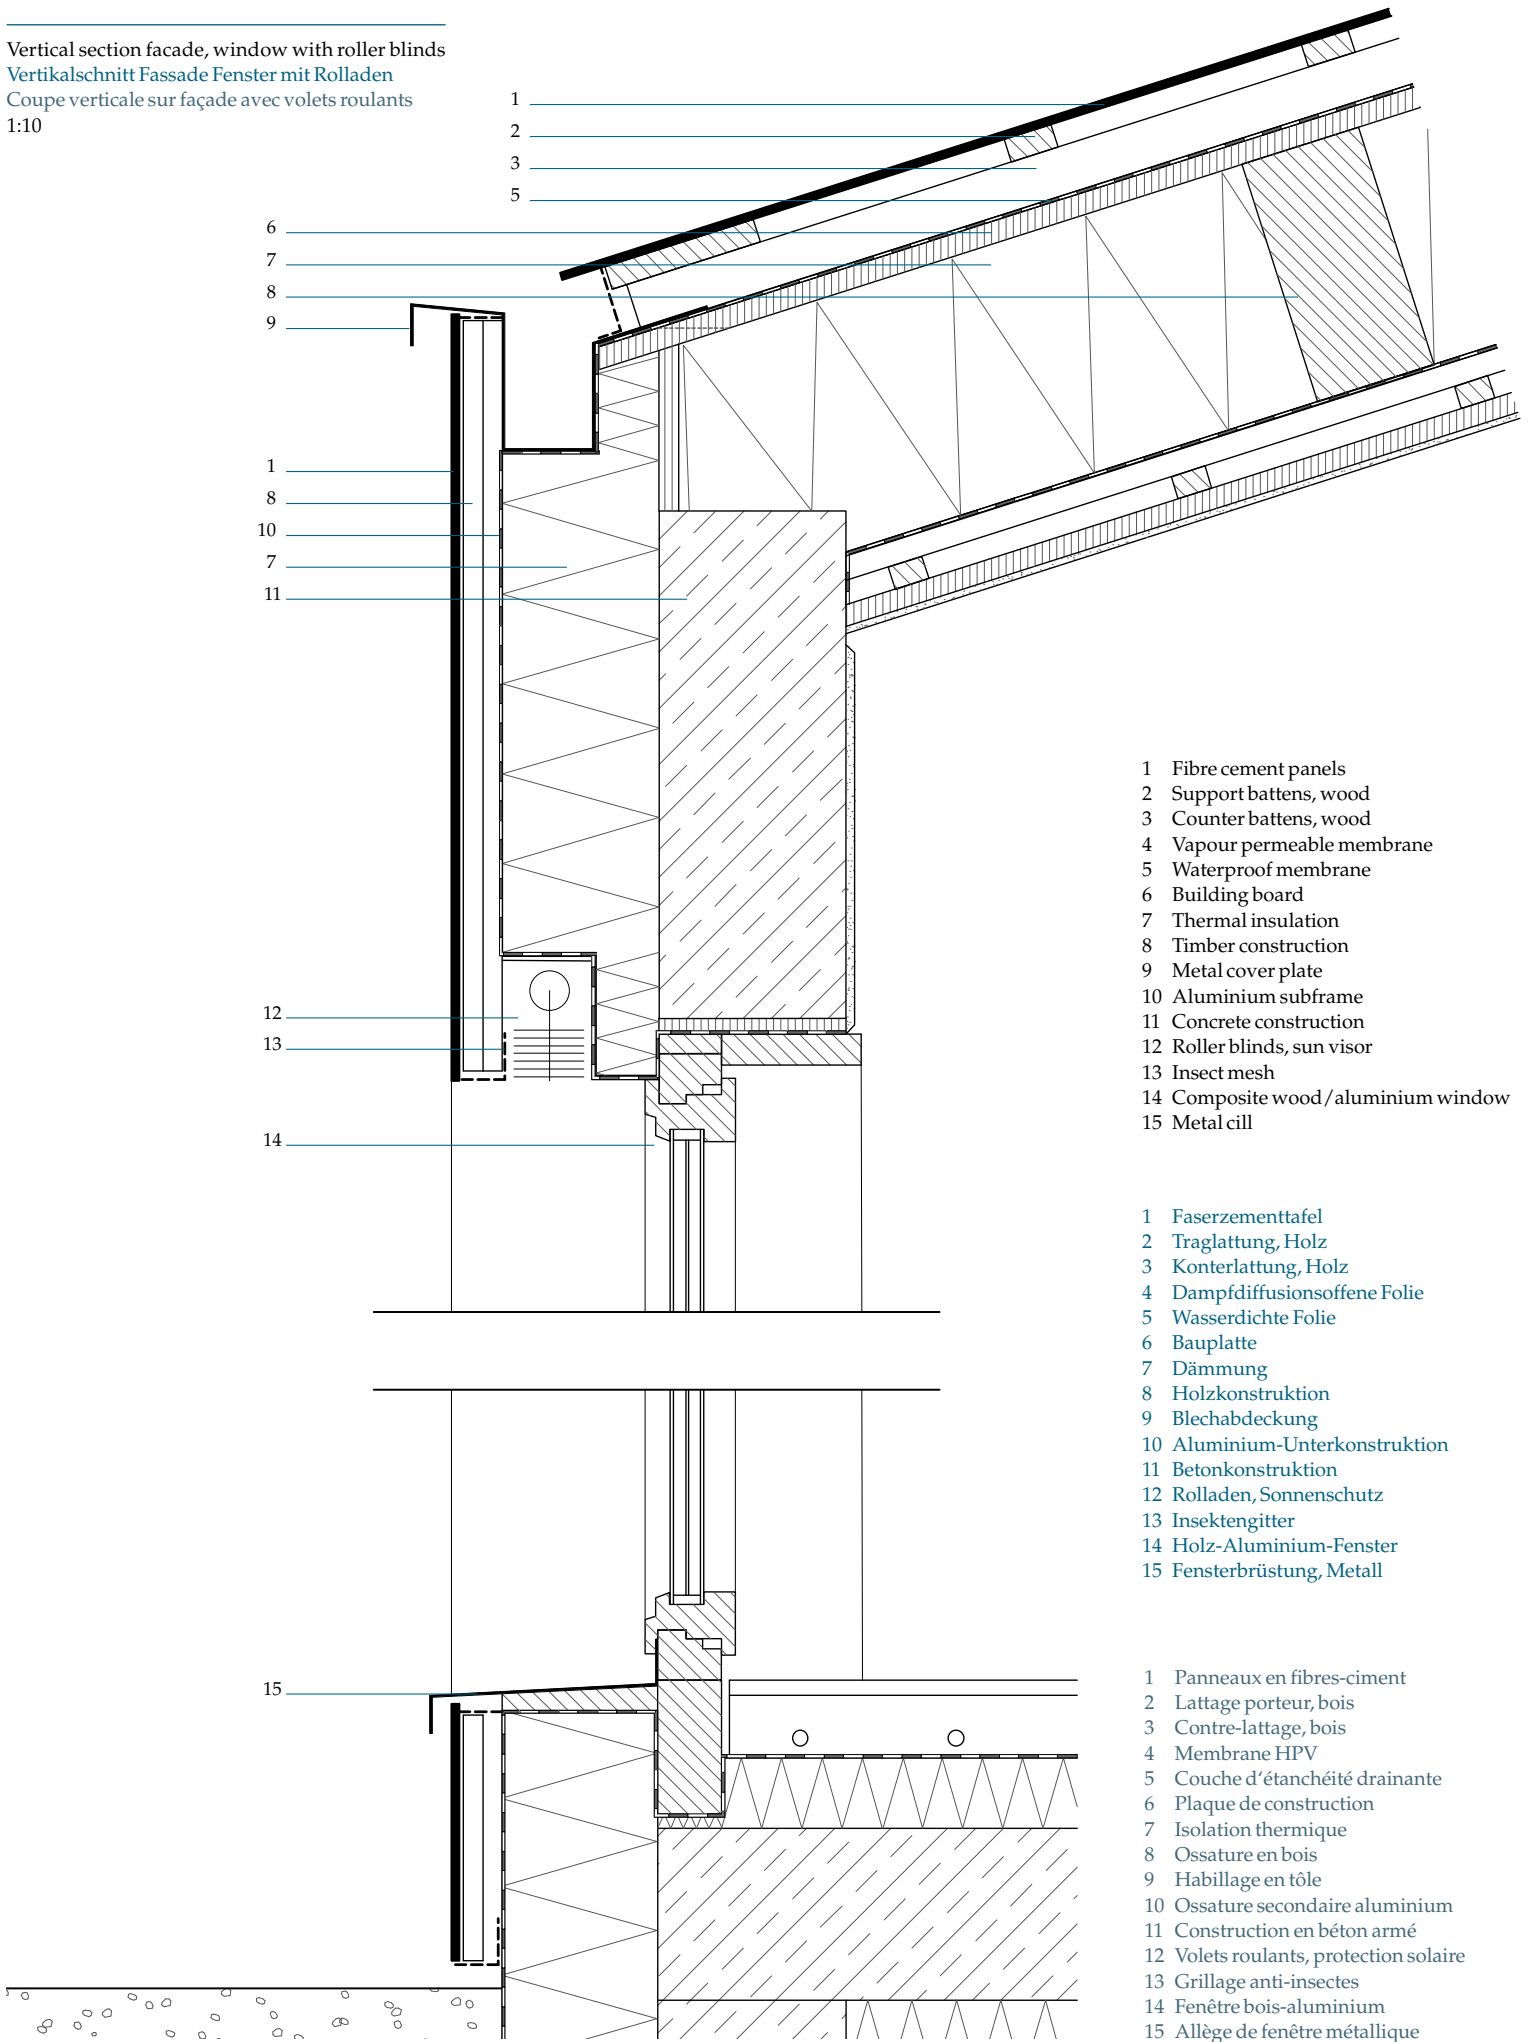 Vertical section facade, window with roller blinds
Vertikalschnitt Fassade Fenster mit Rolladen
Coupe verticale sur façade avec volets roulants
1:10
1
2
3
5
6
7
8
9
1
8
10
7
11
12
13
14
15
1 Fibre cement panels
2 Support battens, wood
3 Counter battens, wood
4 Vapour permeable membrane
5 Waterproof membrane
6 Building board
7 Thermal insulation
8 Timber construction
9 Metal cover plate
10 Aluminium subframe
11 Concrete construction
12 Roller blinds, sun visor
13 Insect mesh
14 Composite wood/aluminium window
15 Metal cill
1 Faserzementtafel
2 Traglattung, Holz
3 Konterlattung, Holz
4 Dampfdiffusionsoffene Folie
5 Wasserdichte Folie
6 Bauplatte
7 Dämmung
8 Holzkonstruktion
9 Blechabdeckung
10 Aluminium-Unterkonstruktion
11 Betonkonstruktion
12 Rolladen, Sonnenschutz
13 Insektengitter
14 Holz-Aluminium-Fenster
15 Fensterbrüstung, Metall
1 Panneaux en fibres-ciment
2 Lattage porteur, bois
3 Contre-lattage, bois
4 Membrane HPV
5 Couche d‘étanchéité drainante
6 Plaque de construction
7 Isolation thermique
8 Ossature en bois
9 Habillage en tôle
10 Ossature secondaire aluminium
11 Construction en béton armé
12 Volets roulants, protection solaire
13 Grillage anti-insectes
14 Fenêtre bois-aluminium
15 Allège de fenêtre métallique